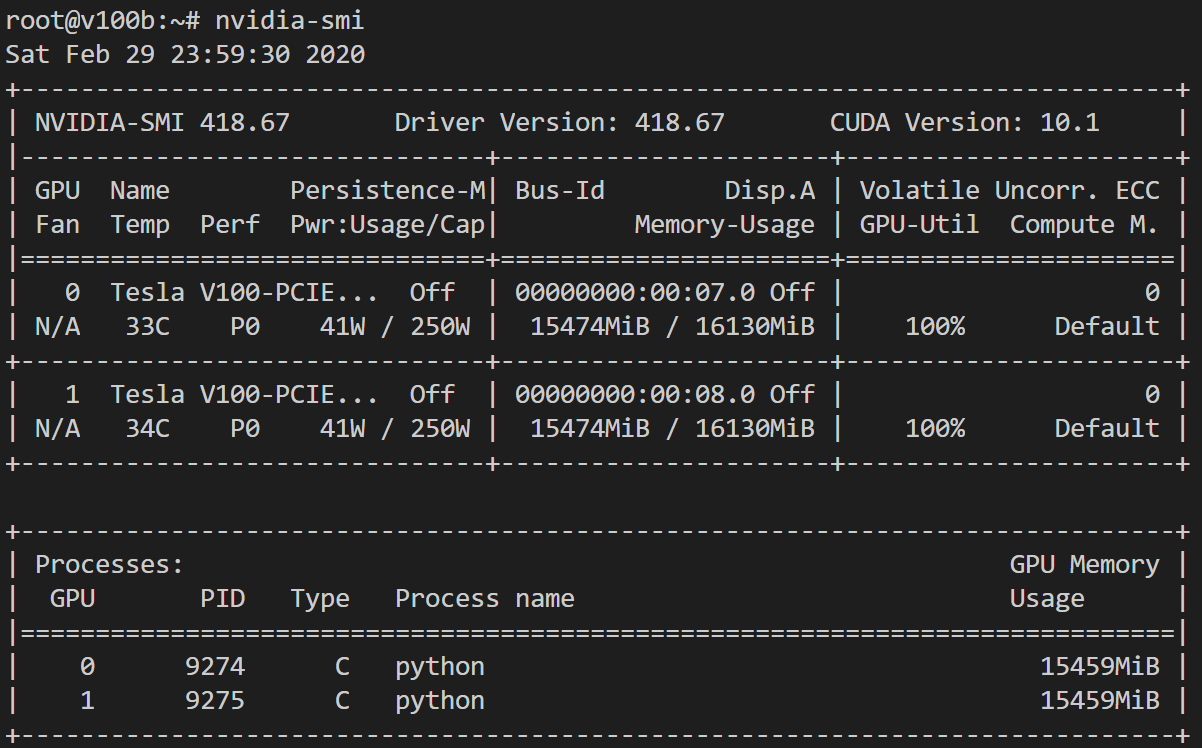 root@v100b:~# nvidia-smi
Sat Feb 29 23:59:30 2020
+-----------------------------------------------------------------------------+
| NVIDIA-SMI 418.67       Driver Version: 418.67       CUDA Version: 10.1     |
|-------------------------------+----------------------+----------------------+
| GPU  Name        Persistence-M| Bus-Id        Disp.A | Volatile Uncorr. ECC |
| Fan  Temp  Perf  Pwr:Usage/Cap|         Memory-Usage | GPU-Util  Compute M. |
|===============================+======================+======================|
|   0  Tesla V100-PCIE...  Off  | 00000000:00:07.0 Off |                    0 |
| N/A   33C    P0    41W / 250W |  15474MiB / 16130MiB |    100%      Default |
+-------------------------------+----------------------+----------------------+
|   1  Tesla V100-PCIE...  Off  | 00000000:00:08.0 Off |                    0 |
| N/A   34C    P0    41W / 250W |  15474MiB / 16130MiB |    100%      Default |
+-------------------------------+----------------------+----------------------+

+-----------------------------------------------------------------------------+
| Processes:                                                       GPU Memory |
|  GPU       PID   Type   Process name                             Usage      |
|=============================================================================|
|    0      9274      C   python                                     15459MiB |
|    1      9275      C   python                                     15459MiB |
+-----------------------------------------------------------------------------+